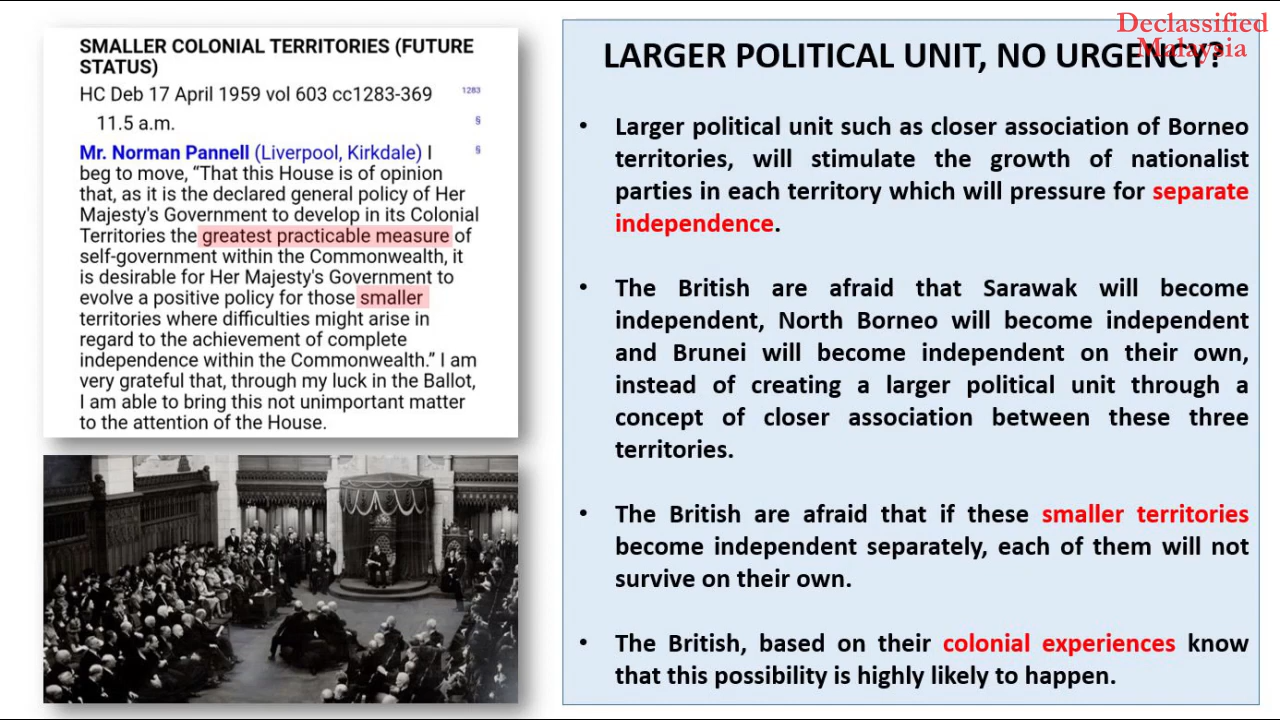 SMALLER COLONIAL TERRITORIES (FUTURE
STATUS)
HC Deb 17 April 1959 vol 603 cc1283-369
1283
11.5 a.m.
§
Mr. Norman Pannell (Liverpool, Kirkdale) I
§
beg to move, “That this House is of opinion
that, as it is the declared general policy of Her
Majesty's Government to develop in its Colonial
Territories the greatest practicable measure of
self-government within the Commonwealth, it
is desirable for Her Majesty's Government to
evolve a positive policy for those smaller
territories where difficulties might arise in
regard to the achievement of complete
independence within the Commonwealth.” I am
very grateful that, through my luck in the Ballot,
I am able to bring this not unimportant matter
to the attention of the House.
Declassified
Malaysia
LARGER POLITICAL UNIT, NO URGENCY?
• Larger political unit such as closer association of Borneo
territories, will stimulate the growth of nationalist
parties in each territory which will pressure for separate
independence.
• The British are afraid that Sarawak will become
independent, North Borneo will become independent
and Brunei will become independent on their own,
instead of creating a larger political unit through a
concept of closer association between these three
territories.
• The British are afraid that if these smaller territories
become independent separately, each of them will not
survive on their own.
• The British, based on their colonial experiences know
that this possibility is highly likely to happen.